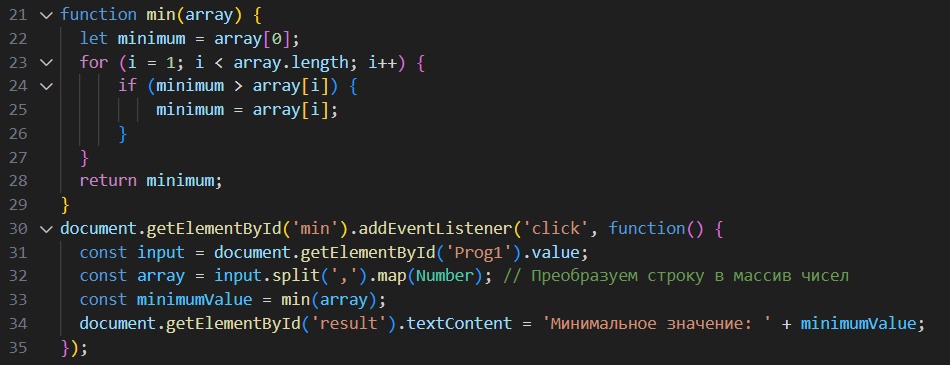 21 function min(array) {
22   let minimum = array[0];
23   for (i = 1; i < array.length; i++) {
24       if (minimum > array[i]) {
25           minimum = array[i];
26       }
27   }
28   return minimum;
29 }
30 document.getElementById('min').addEventListener('click', function() {
31   const input = document.getElementById('Prog1').value;
32   const array = input.split(',').map(Number); // Преобразуем строку в массив чисел
33   const minimumValue = min(array);
34   document.getElementById('result').textContent = 'Минимальное значение: ' + minimumValue;
35 });